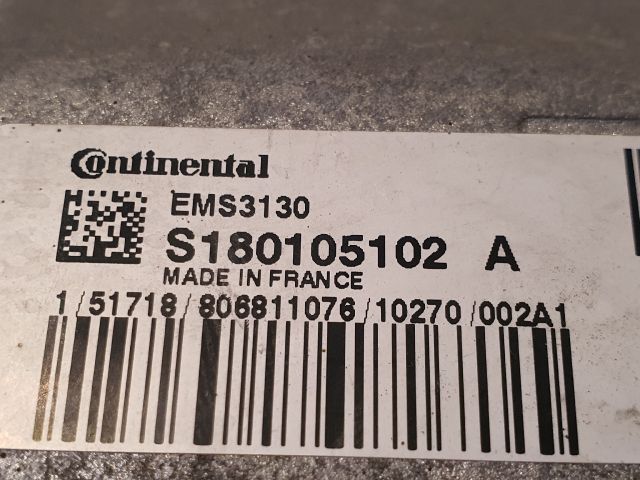 Continental
EMS3130
S180105102 A
MADE IN FRANCE
1/51718/806811076/10270/002A1